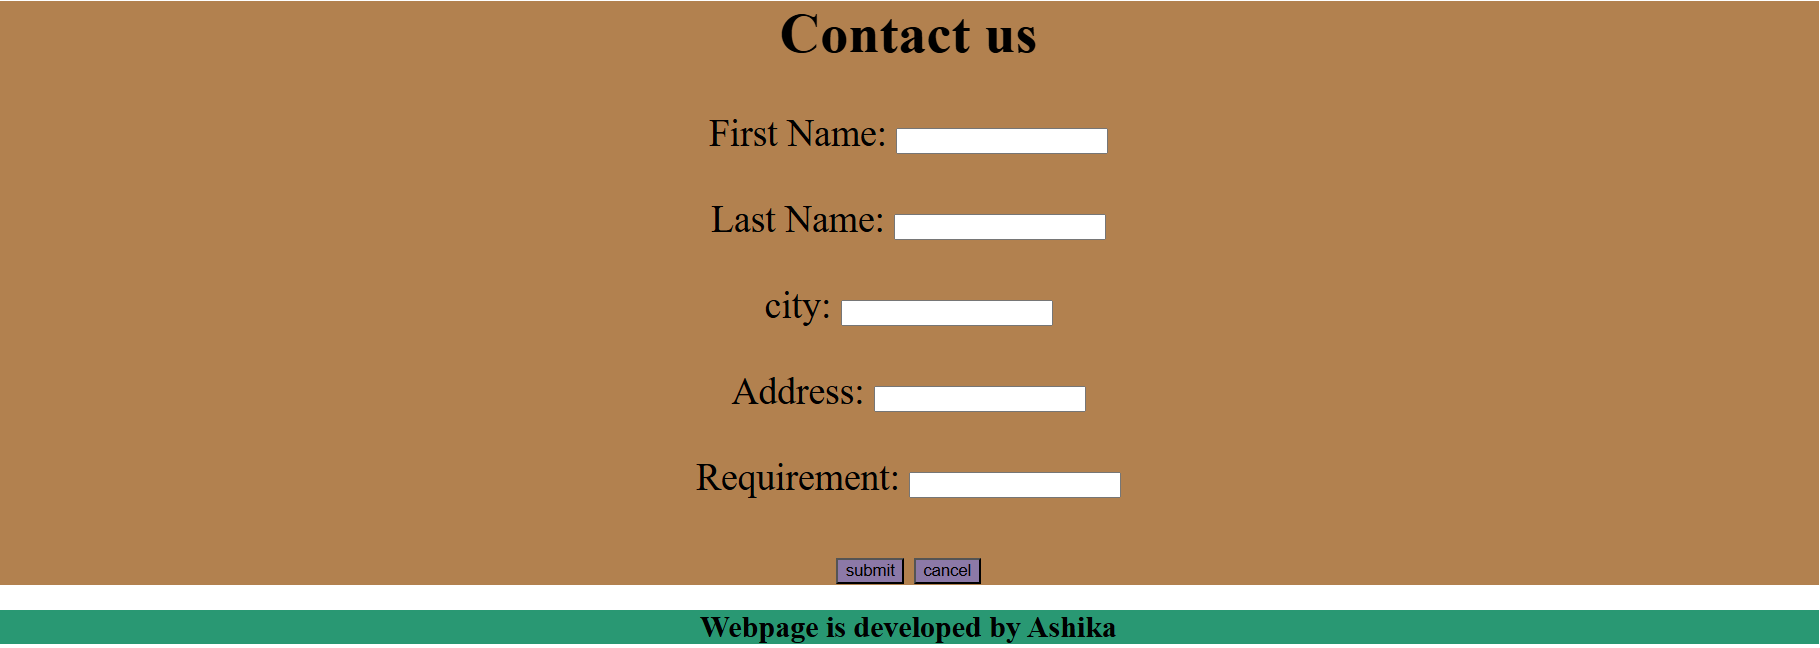 Contact us
First Name:
Last Name:
city:
Address:
Requirement:
submit cancel
Webpage is developed by Ashika